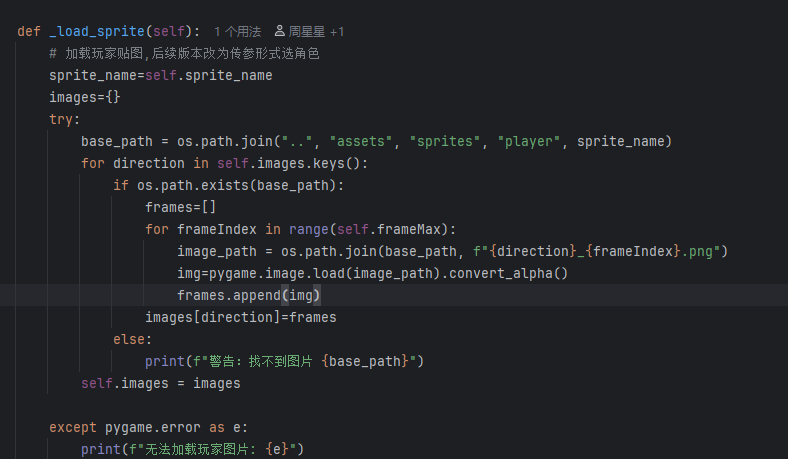 def _load_sprite(self): 1 个用法 周星星 +1
# 加载玩家贴图,后续版本改为传参形式选角色
sprite_name=self.sprite_name
images={}
try:
base_path = os.path.join("..", "assets", "sprites", "player", sprite_name)
for direction in self.images.keys():
if os.path.exists(base_path):
frames=[]
for frameIndex in range(self.frameMax):
image_path = os.path.join(base_path, f"{direction}_{frameIndex}.png")
img=pygame.image.load(image_path).convert_alpha()
frames.append(img)
images[direction]=frames
else:
print(f"警告: 找不到图片 {base_path}")
self.images = images
except pygame.error as e:
print(f"无法加载玩家图片: {e}")